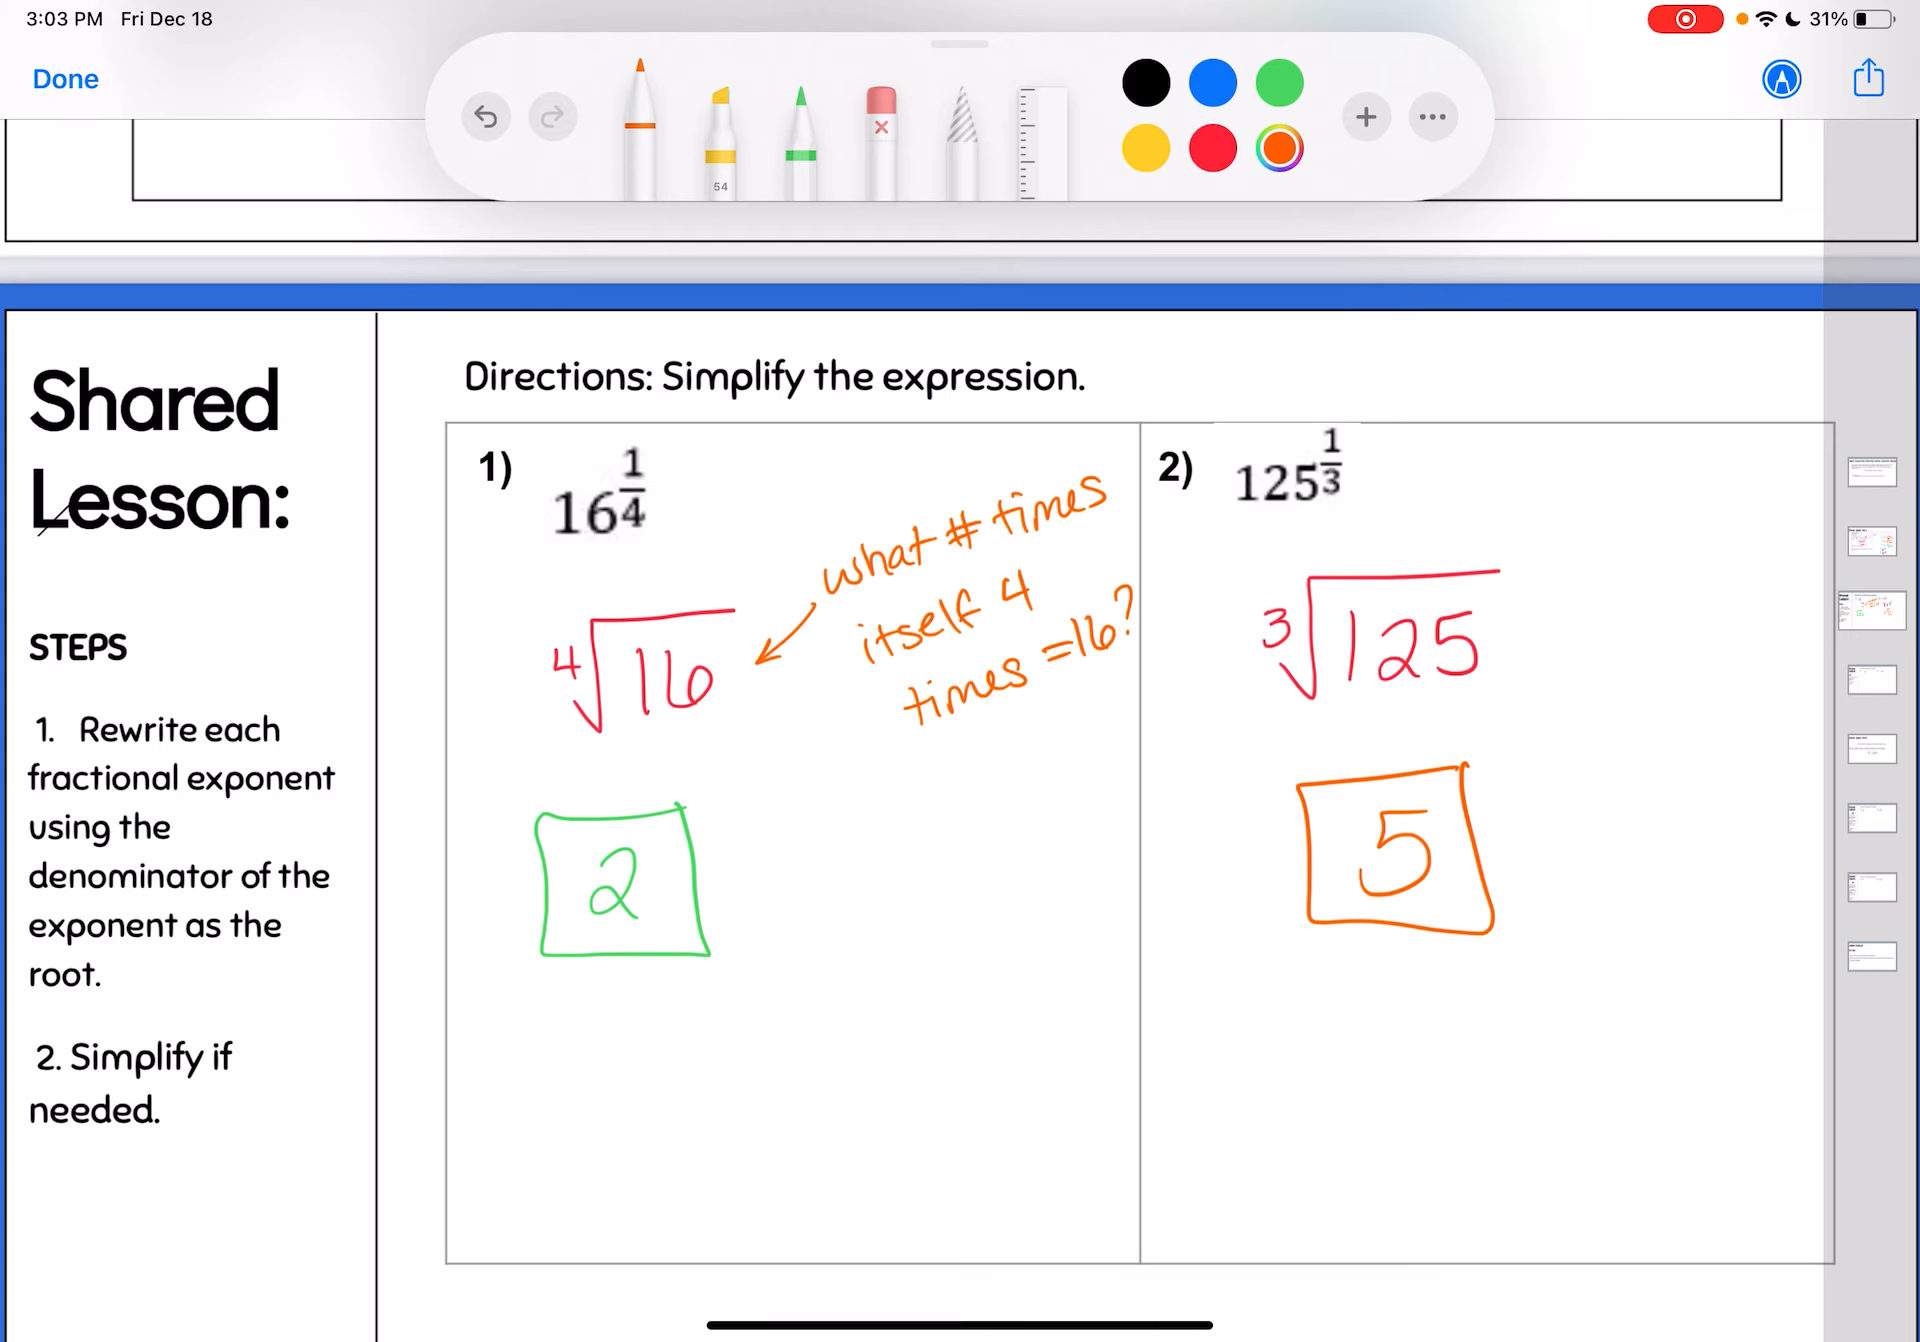 3:03 PM Fri Dec 18
31%
Done
54
Shared
Lesson:
STEPS
1. Rewrite each
fractional exponent
using the
denominator of the
exponent as the
root.
2. Simplify if
needed.
Directions: Simplify the expression.
1) 16^{1/4}
what # times
itself 4
times =16?
∜16
2
2) 125^{1/3}
∛125
5